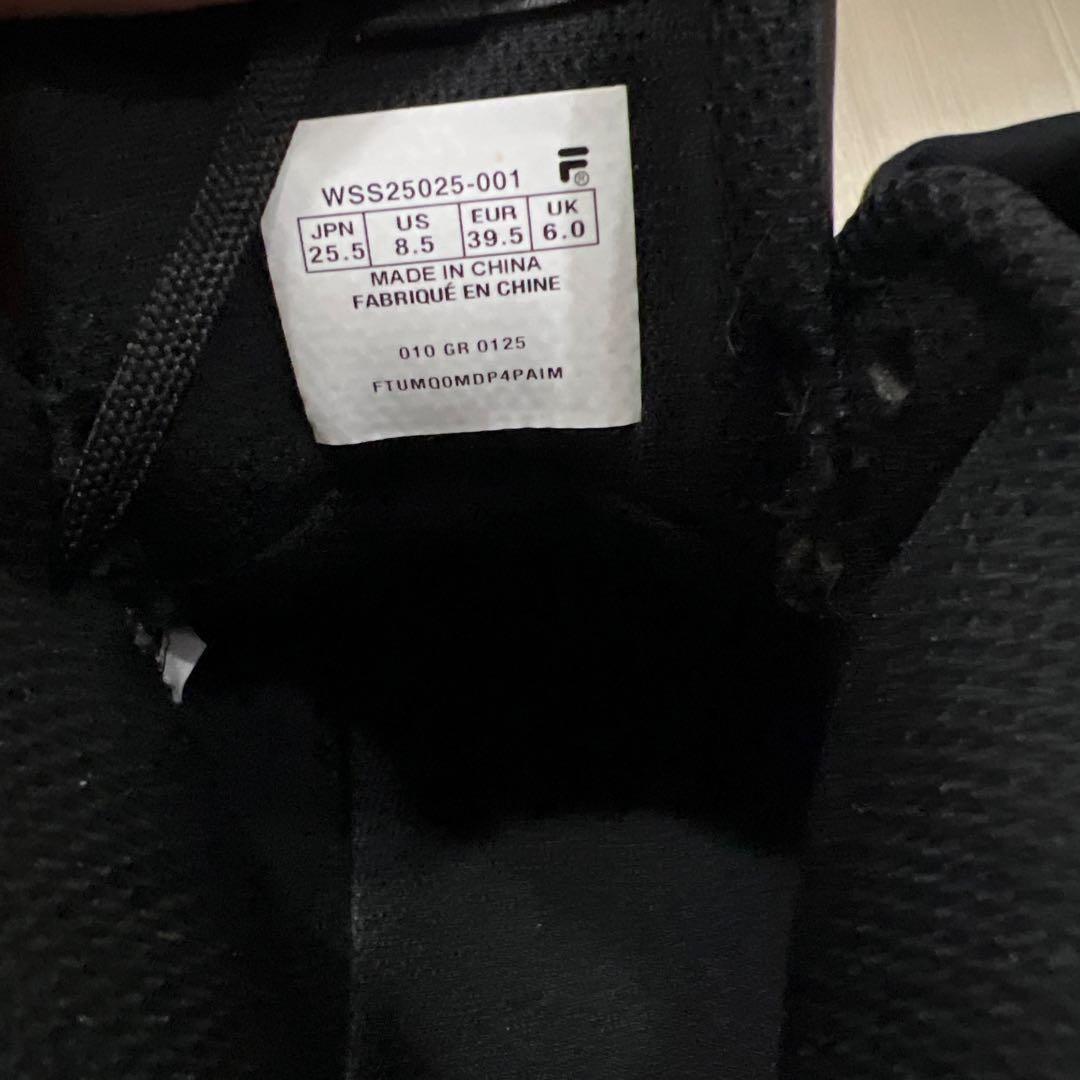 WSS25025-001
JPN US EUR UK
25.5 8.5 39.5 6.0
MADE IN CHINA
FABRIQUÉ EN CHINE
010 GR 0125
FTUMQ0MDP4PAIM